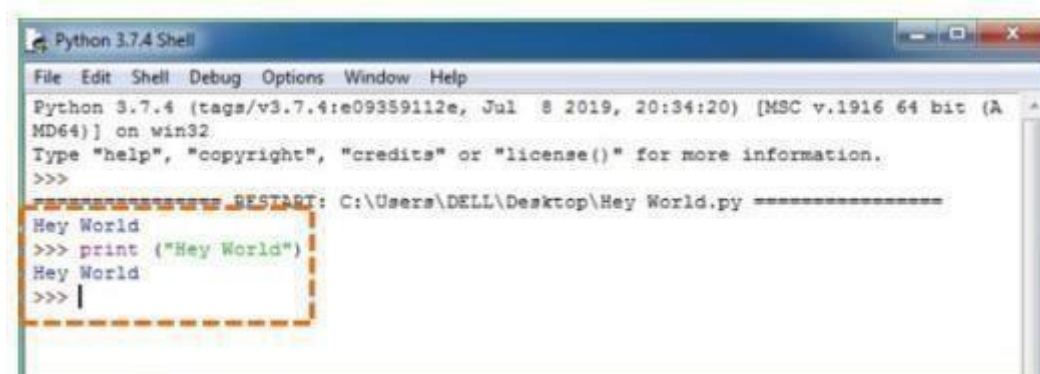 Python 3.7.4 Shell
File Edit Shell Debug Options Window Help
Python 3.7.4 (tags/v3.7.4:e09359112e, Jul 8 2019, 20:34:20) [MSC v.1916 64 bit (A
MD64)] on win32
Type "help", "copyright", "credits" or "license()" for more information.
>>>
================ RESTART: C:\Users\DELL\Desktop\Hey World.py ================
Hey World
>>> print ("Hey World")
Hey World
>>>